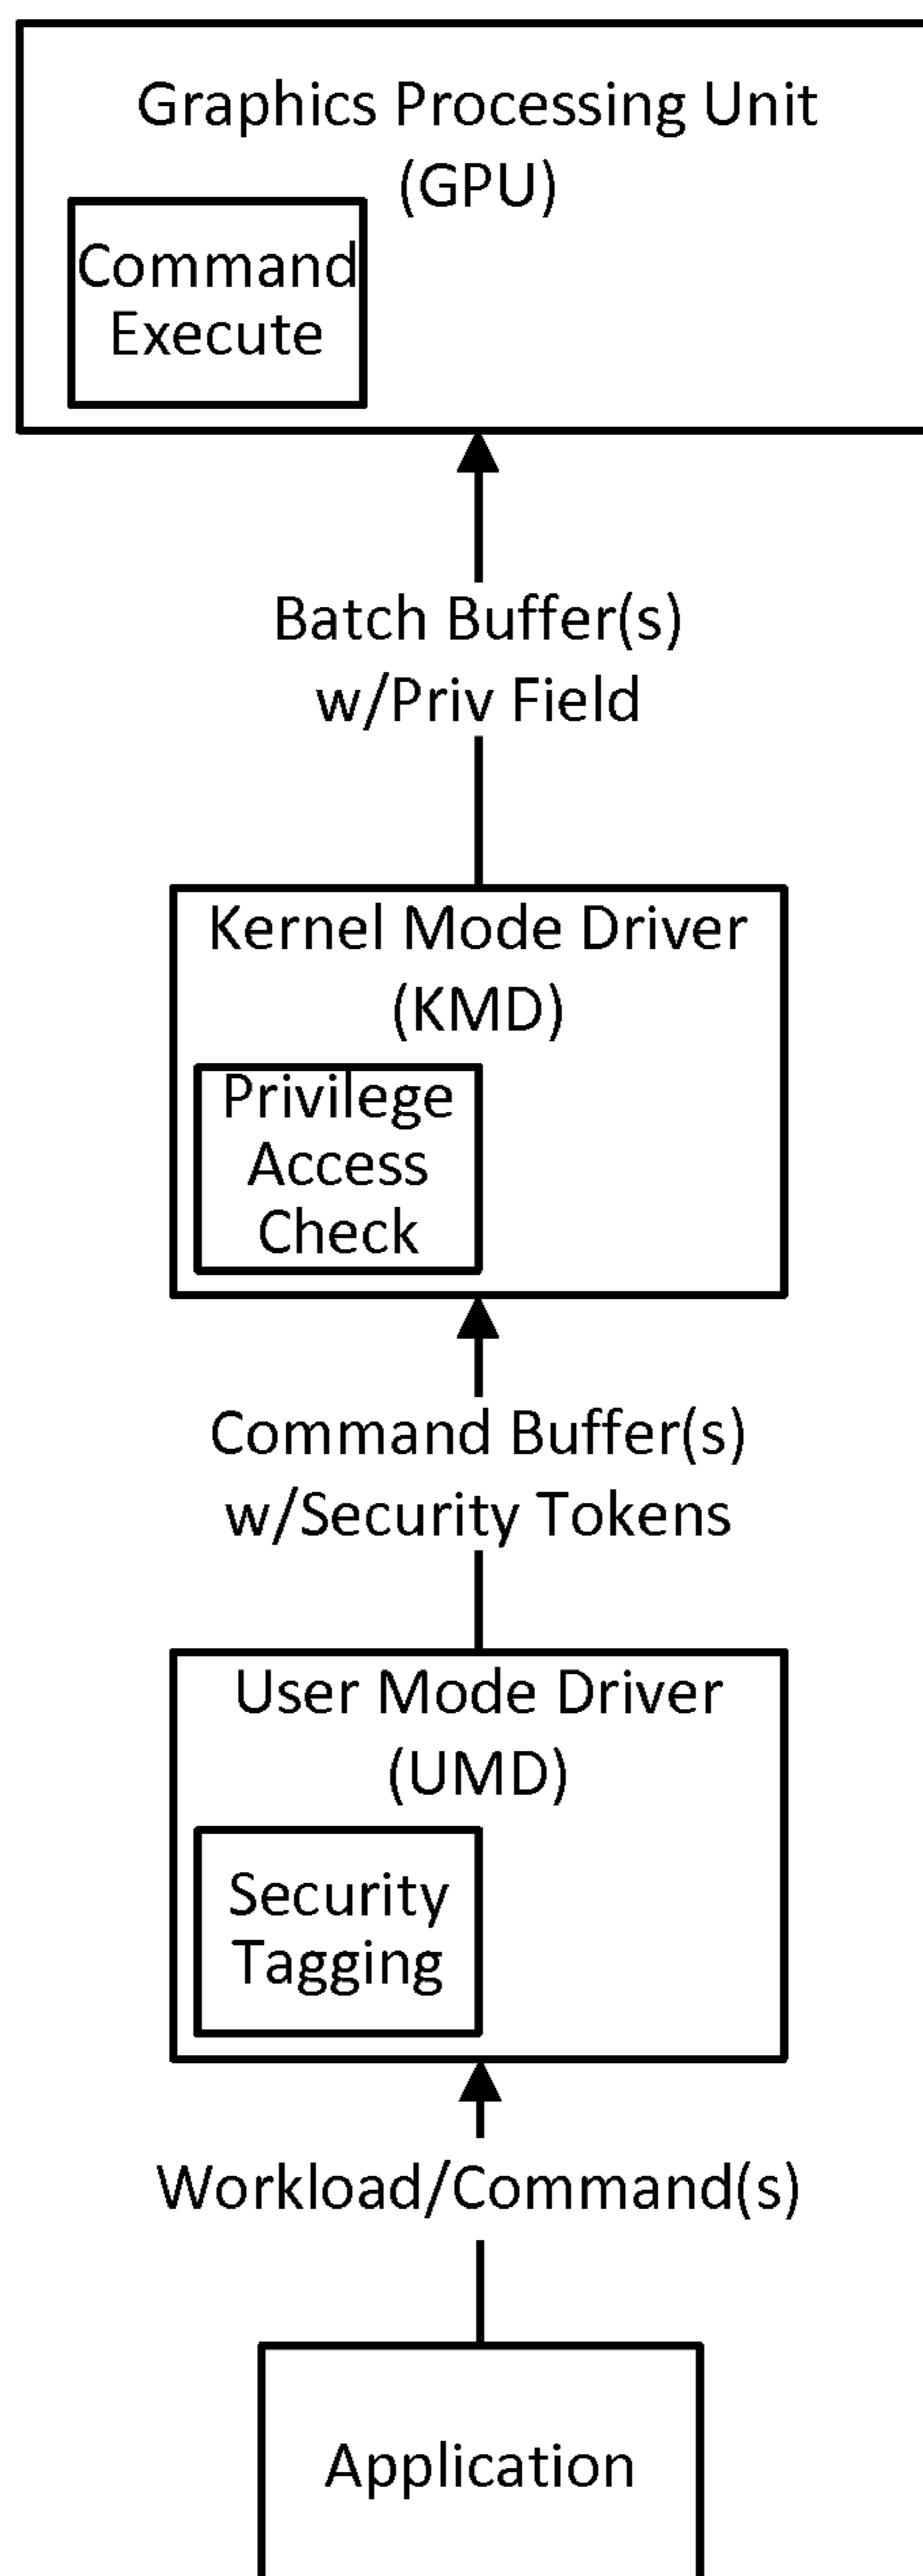 Graphics Processing Unit
(GPU)
Command
Execute
Batch Buffer(s)
w/Priv Field
Kernel Mode Driver
(KMD)
Privilege
Access
Check
Command Buffer(s)
w/Security Tokens
User Mode Driver
(UMD)
Security
Tagging
Workload/Command(s)
Application